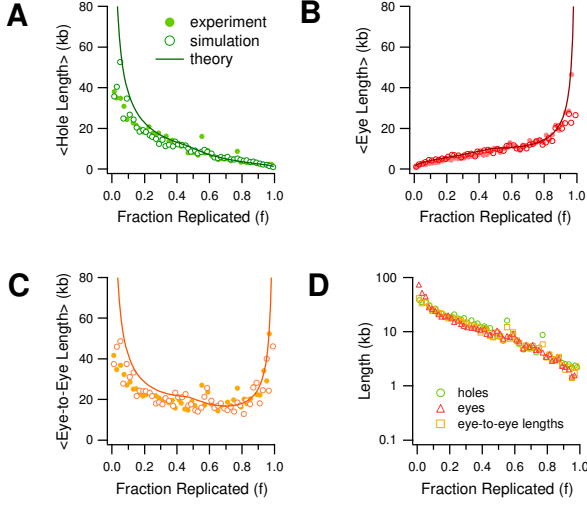 A
80
60
40
20
0
<Hole Length> (kb)
experiment
simulation
theory
0.0 0.2 0.4 0.6 0.8 1.0
Fraction Replicated (f)
B
80
60
40
20
0
<Eye Length> (kb)
0.0 0.2 0.4 0.6 0.8 1.0
Fraction Replicated (f)
C
80
60
40
20
0
<Eye-to-Eye Length> (kb)
0.0 0.2 0.4 0.6 0.8 1.0
Fraction Replicated (f)
D
100
10
1
0.1
Length (kb)
holes
eyes
eye-to-eye lengths
0.0 0.2 0.4 0.6 0.8 1.0
Fraction Replicated (f)